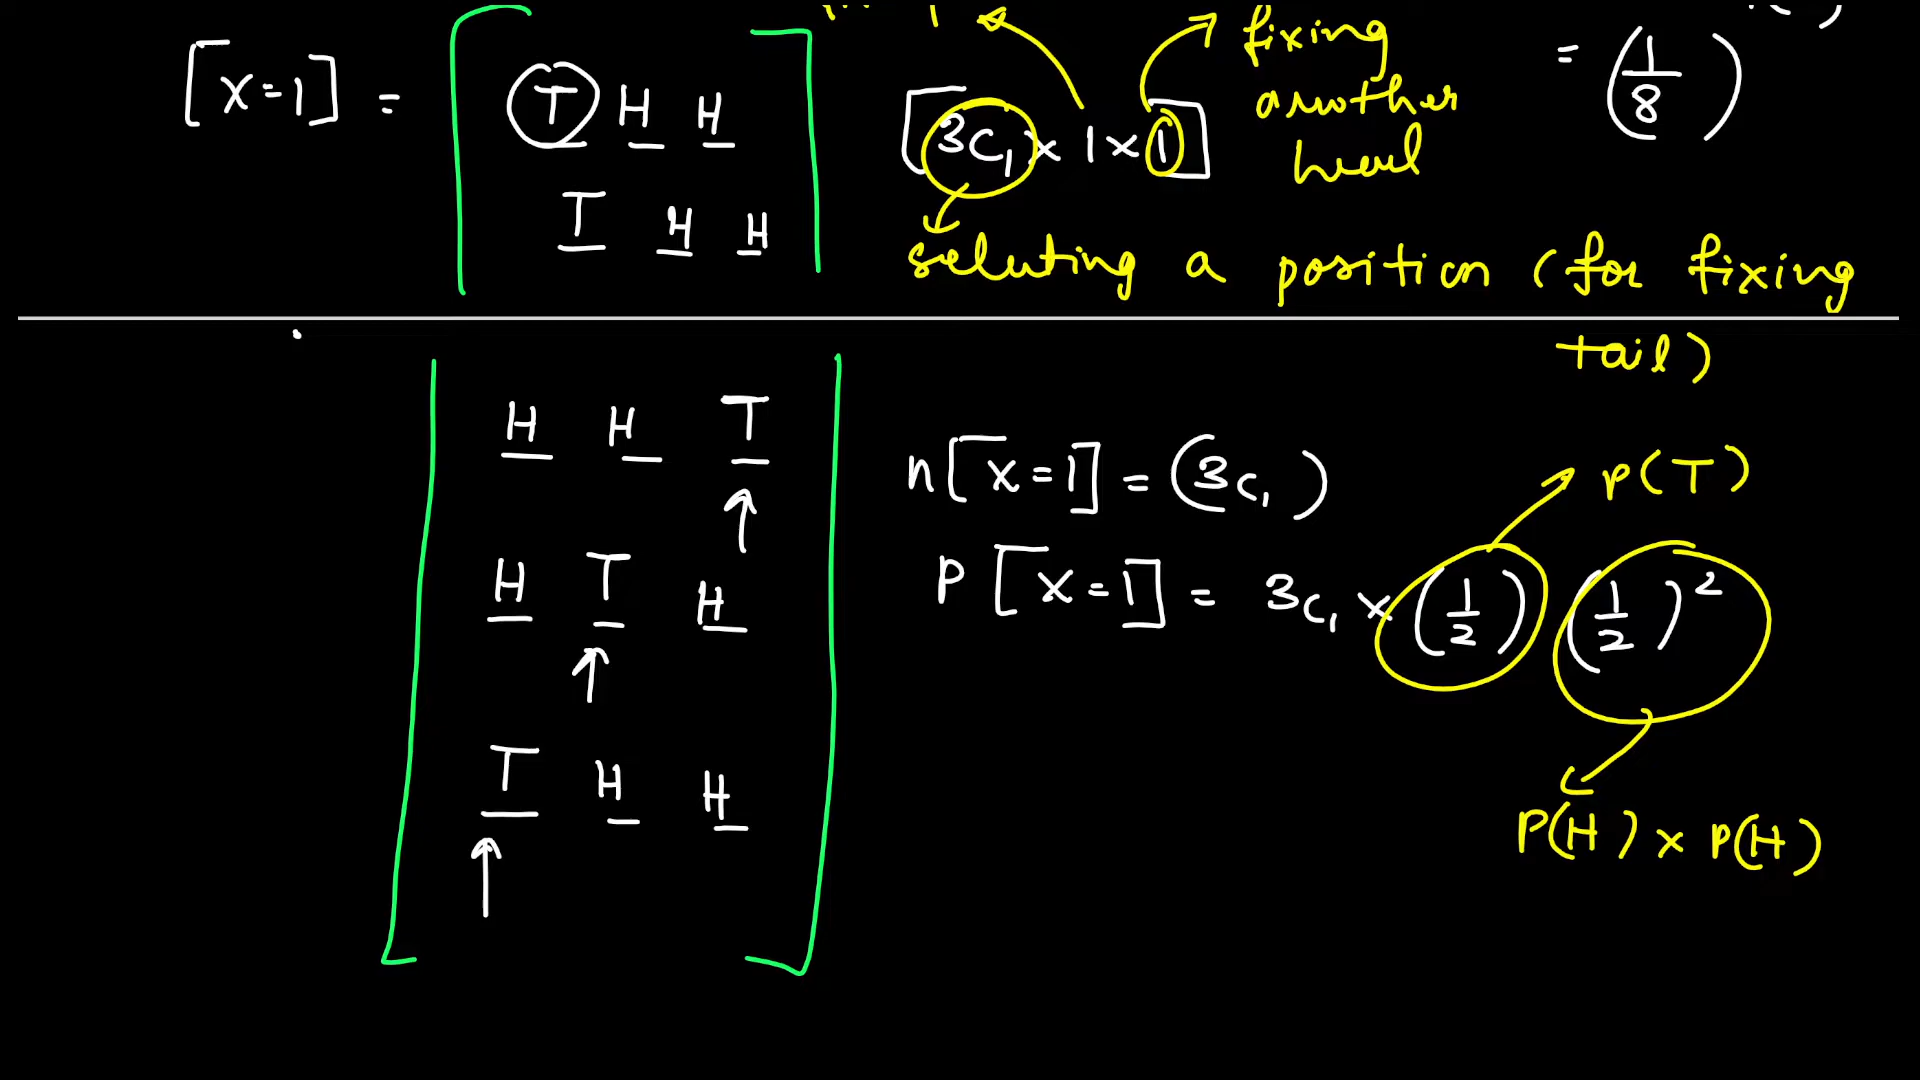 [X=1] = T H H [3C₁ × 1 × 1] fixing another head = (1/8)
T H H
selecting a position (for fixing tail)
H H T
n[X=1] = (3C₁)
P(T)
H T H
P[X=1] = 3C₁ × (1/2) (1/2)²
T H H
P(H) × P(H)